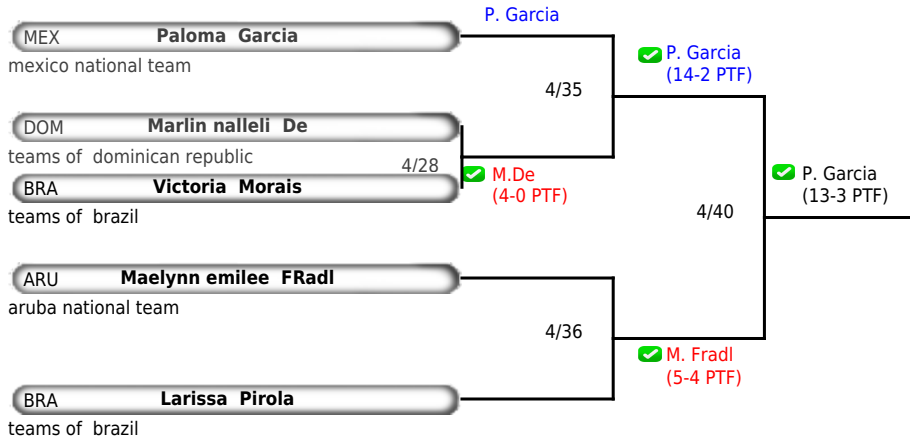 P. Garcia
MEX Paloma Garcia
mexico national team
P. Garcia
(14-2 PTF)
4/35
DOM Marlin nalleli De
teams of dominican republic
4/28
M.De
(4-0 PTF)
BRA Victoria Morais
teams of brazil
P. Garcia
(13-3 PTF)
4/40
ARU Maelynn emilee FRadl
aruba national team
4/36
M. Fradl
(5-4 PTF)
BRA Larissa Pirola
teams of brazil